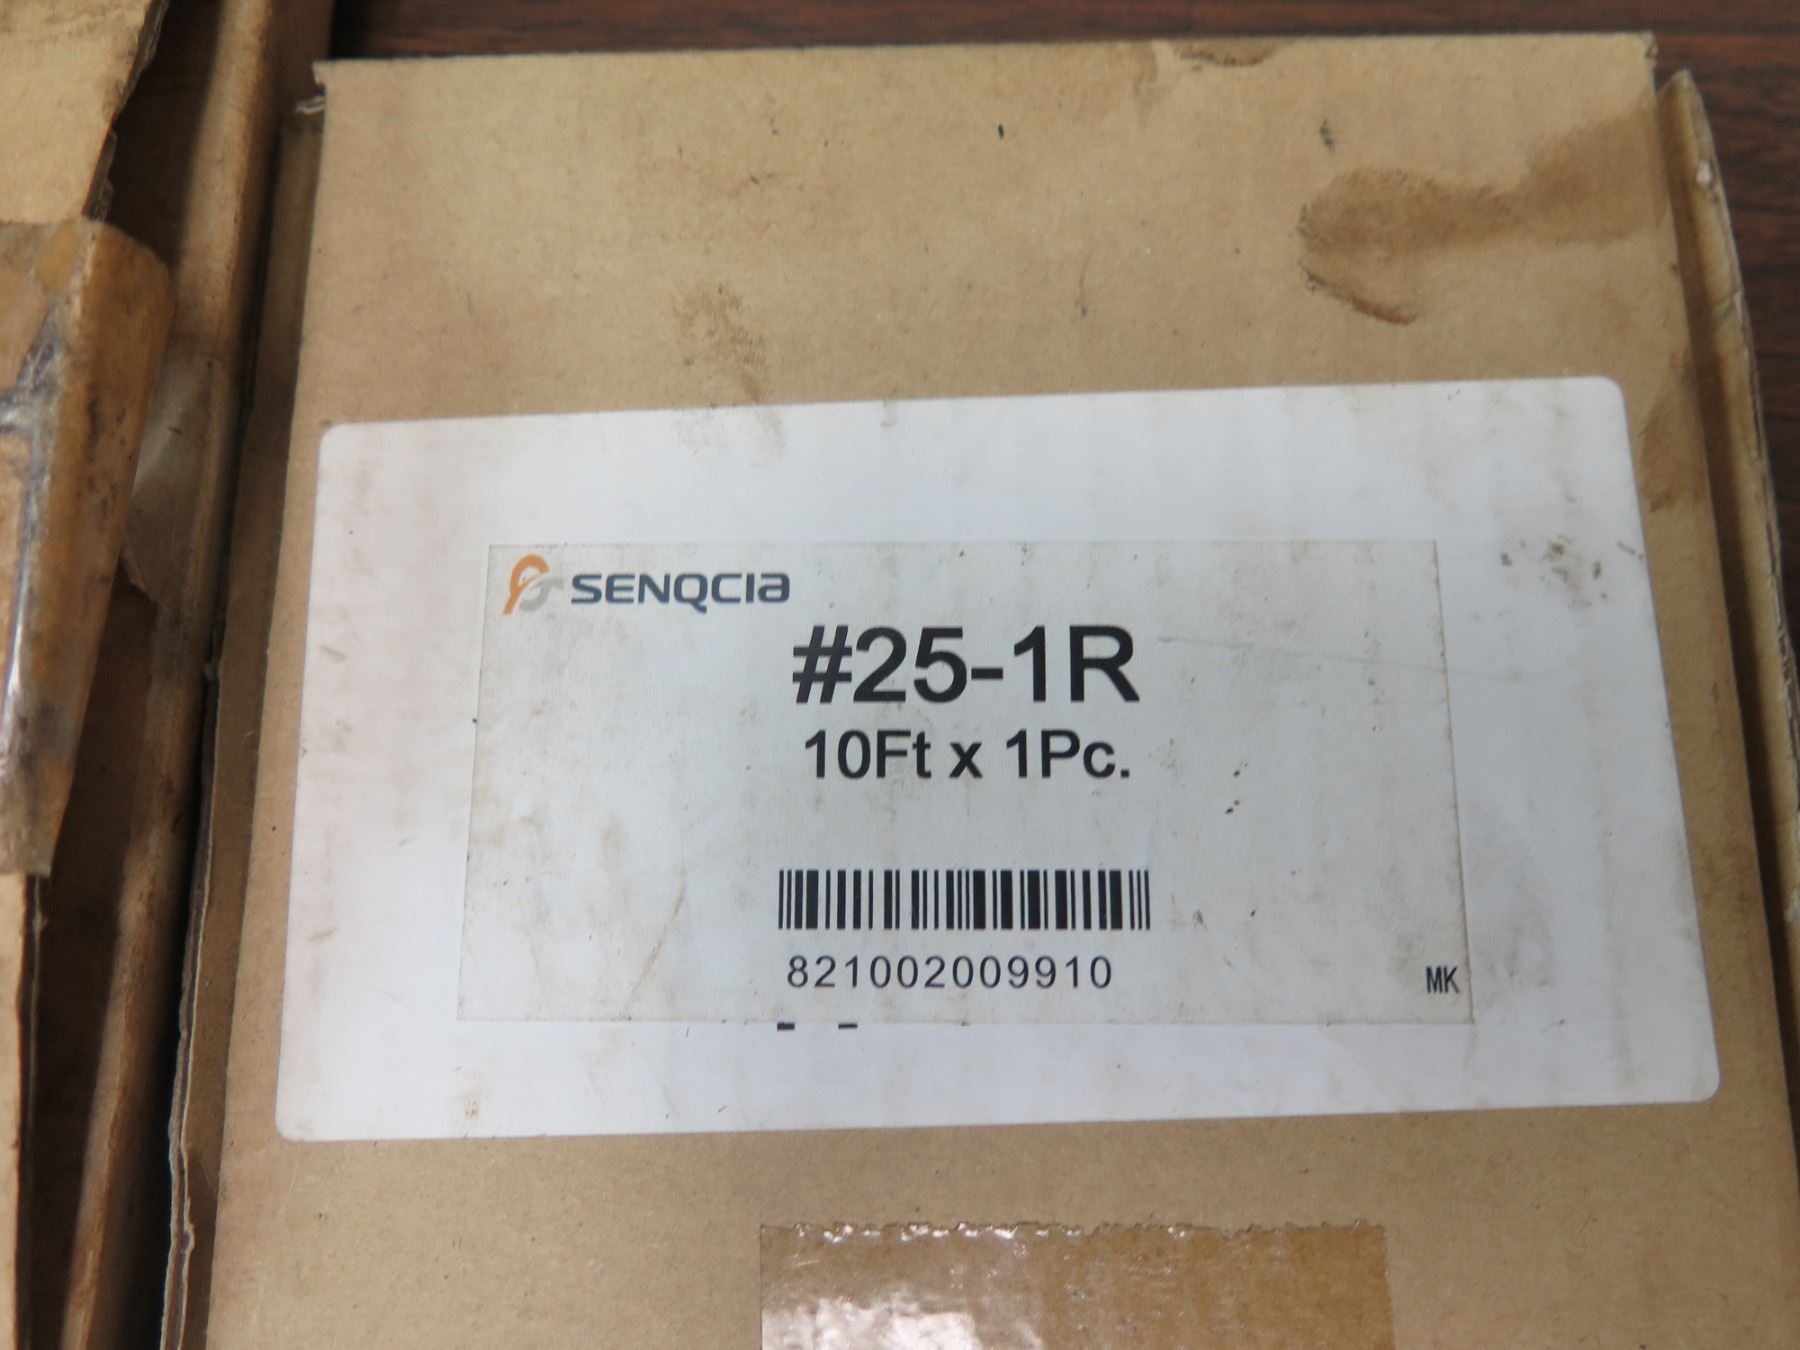 SENQCIA
#25-1R
10Ft x 1Pc.
821002009910
MK